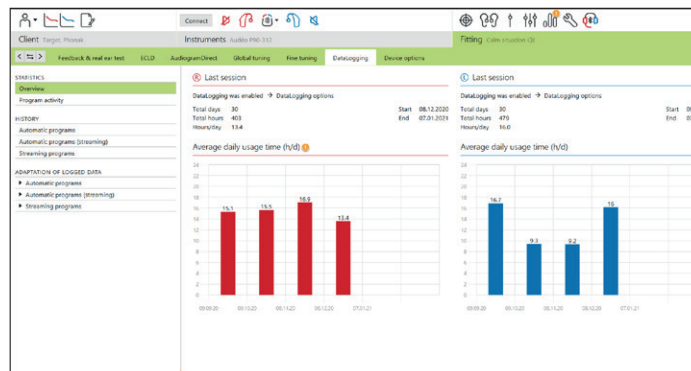 Connect
Client Target, Phonak
Instruments Audéo P90-312
Fitting Calm situation (3)
Feedback & real ear test
SCLD
AudiogramDirect
Global tuning
Fine tuning
DataLogging
Device options
STATISTICS
Overview
Program activity
HISTORY
Automatic programs
Automatic programs (streaming)
Streaming programs
ADAPTATION OF LOGGED DATA
Automatic programs
Automatic programs (streaming)
Streaming programs
R Last session
DataLogging was enabled → DataLogging options
Total days 30 Start 08.12.2020
Total hours 403 End 07.01.2021
Hours/day 13.4
Average daily usage time (h/d)
24
22
20
18
16
14
12
10
8
6
4
2
0
15.1
15.5
16.9
13.4
09.09.20 09.10.20 08.11.20 08.12.20 07.01.21
L Last session
DataLogging was enabled → DataLogging options
Total days 30 Start
Total hours 479 End
Hours/day 16.0
Average daily usage time (h/d)
24
22
20
18
16
14
12
10
8
6
4
2
0
16.7
9.3
9.2
16
09.09.20 09.10.20 08.11.20 08.12.20 07.01.21